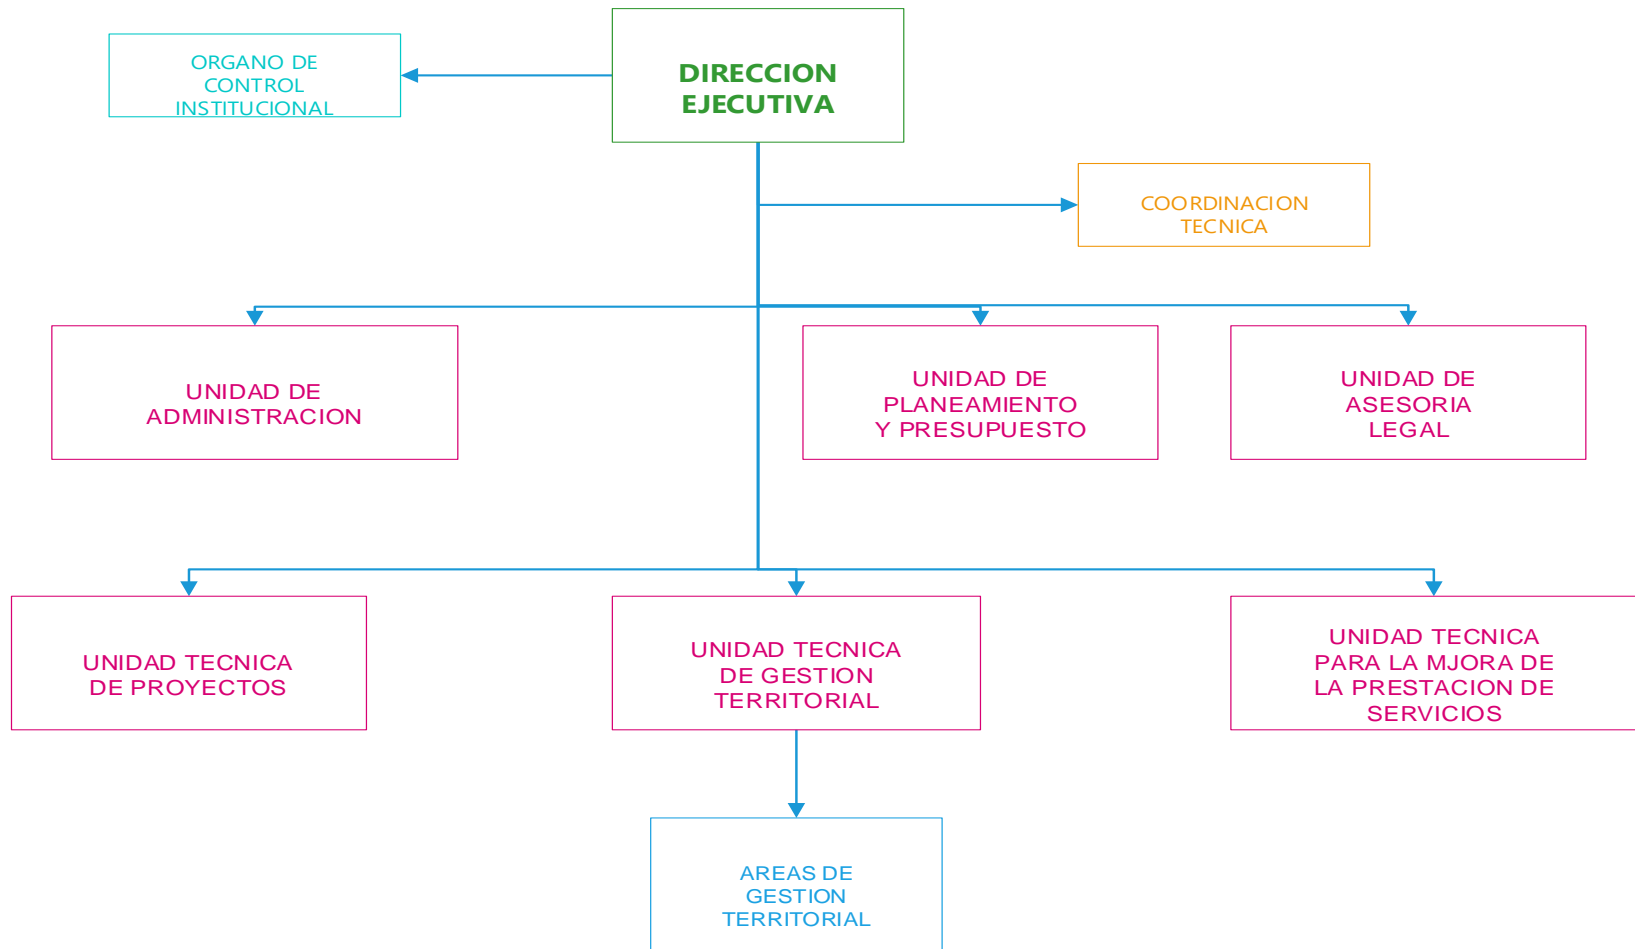 ORGANO DE
CONTROL
INSTITUCIONAL
DIRECCION
EJECUTIVA
COORDINACION
TECNICA
UNIDAD DE
ADMINISTRACION
UNIDAD DE
PLANEAMIENTO
Y PRESUPUESTO
UNIDAD DE
ASESORIA
LEGAL
UNIDAD TECNICA
DE PROYECTOS
UNIDAD TECNICA
DE GESTION
TERRITORIAL
UNIDAD TECNICA
PARA LA MJORA DE
LA PRESTACION DE
SERVICIOS
AREAS DE
GESTION
TERRITORIAL